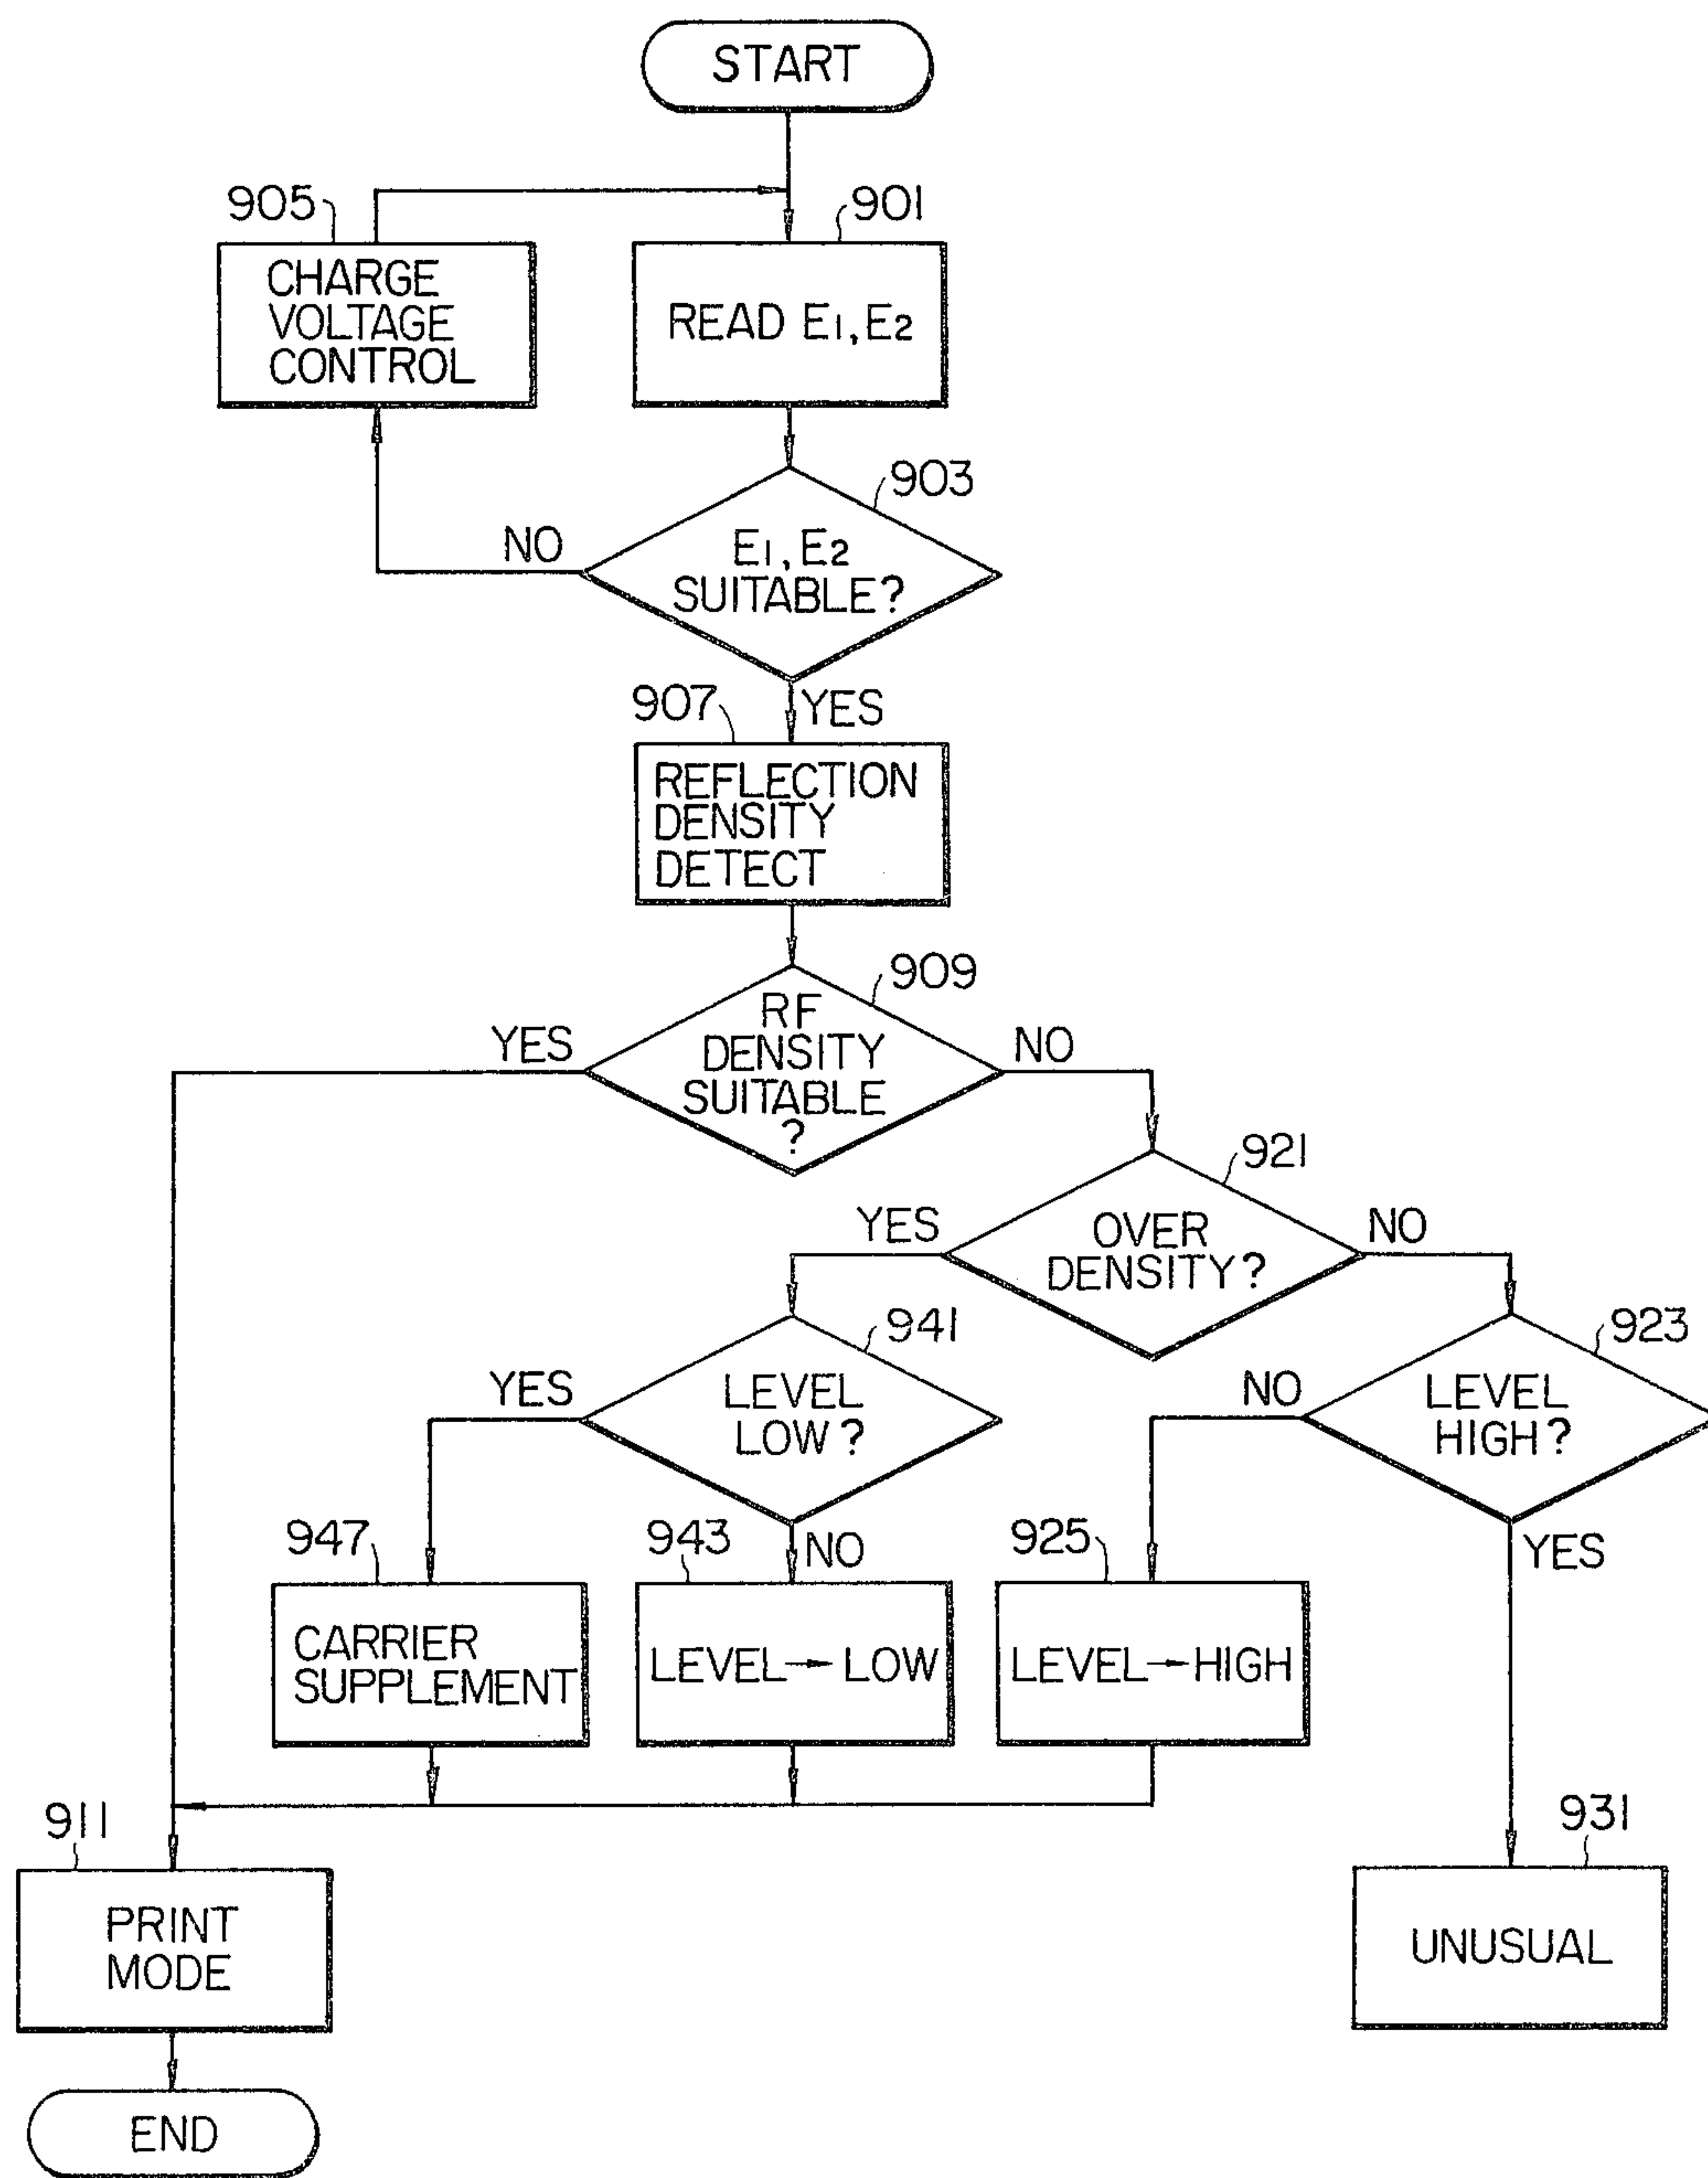 START
905
901
CHARGE
VOLTAGE
CONTROL
READ E1, E2
903
NO
E1, E2
SUITABLE?
907
YES
REFLECTION
DENSITY
DETECT
909
YES
RF
DENSITY
SUITABLE
?
NO
921
YES
OVER
DENSITY?
NO
941
923
YES
LEVEL
LOW?
NO
LEVEL
HIGH?
947
943
NO
925
YES
CARRIER
SUPPLEMENT
LEVEL→LOW
LEVEL→HIGH
911
931
PRINT
MODE
UNUSUAL
END